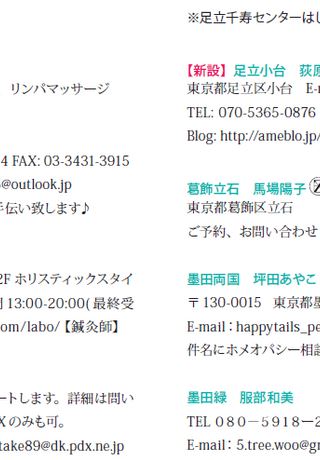 リンパマッサージ
4 FAX: 03-3431-3915
@outlook.jp
伝い致します♪
2F ホリスティックスタイ
13:00-20:00( 最終受
om/labo/【鍼灸師】
ートします。詳細は問い
X のみも可。
take89@dk.pdx.ne.jp
※足立千寿センターはし
【新設】 足立小台 荻原
東京都足立区小台 E-m
TEL: 070-5365-0876
Blog: http://ameblo.jp/
葛飾立石 馬場陽子
東京都葛飾区立石
ご予約、お問い合わせ
墨田両国 坪田あやこ
〒130-0015 東京都墨
E-mail：happytails_pe
件名にホメオパシー相談
墨田緑 服部和美
TEL ０８０－５９１８ー２
E-mail：5.tree.woo@gr